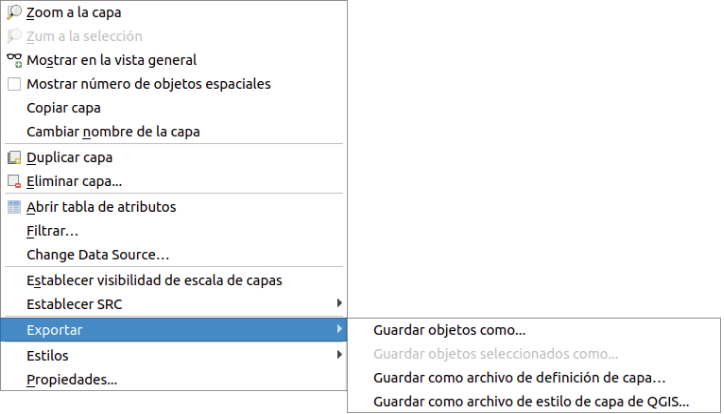 Zoom a la capa
Zum a la selección
Mostrar en la vista general
Mostrar número de objetos espaciales
Copiar capa
Cambiar nombre de la capa
Duplicar capa
Eliminar capa...
Abrir tabla de atributos
Filtrar…
Change Data Source…
Establecer visibilidad de escala de capas
Establecer SRC
Exportar
Estilos
Propiedades...
Guardar objetos como...
Guardar objetos seleccionados como...
Guardar como archivo de definición de capa…
Guardar como archivo de estilo de capa de QGIS...